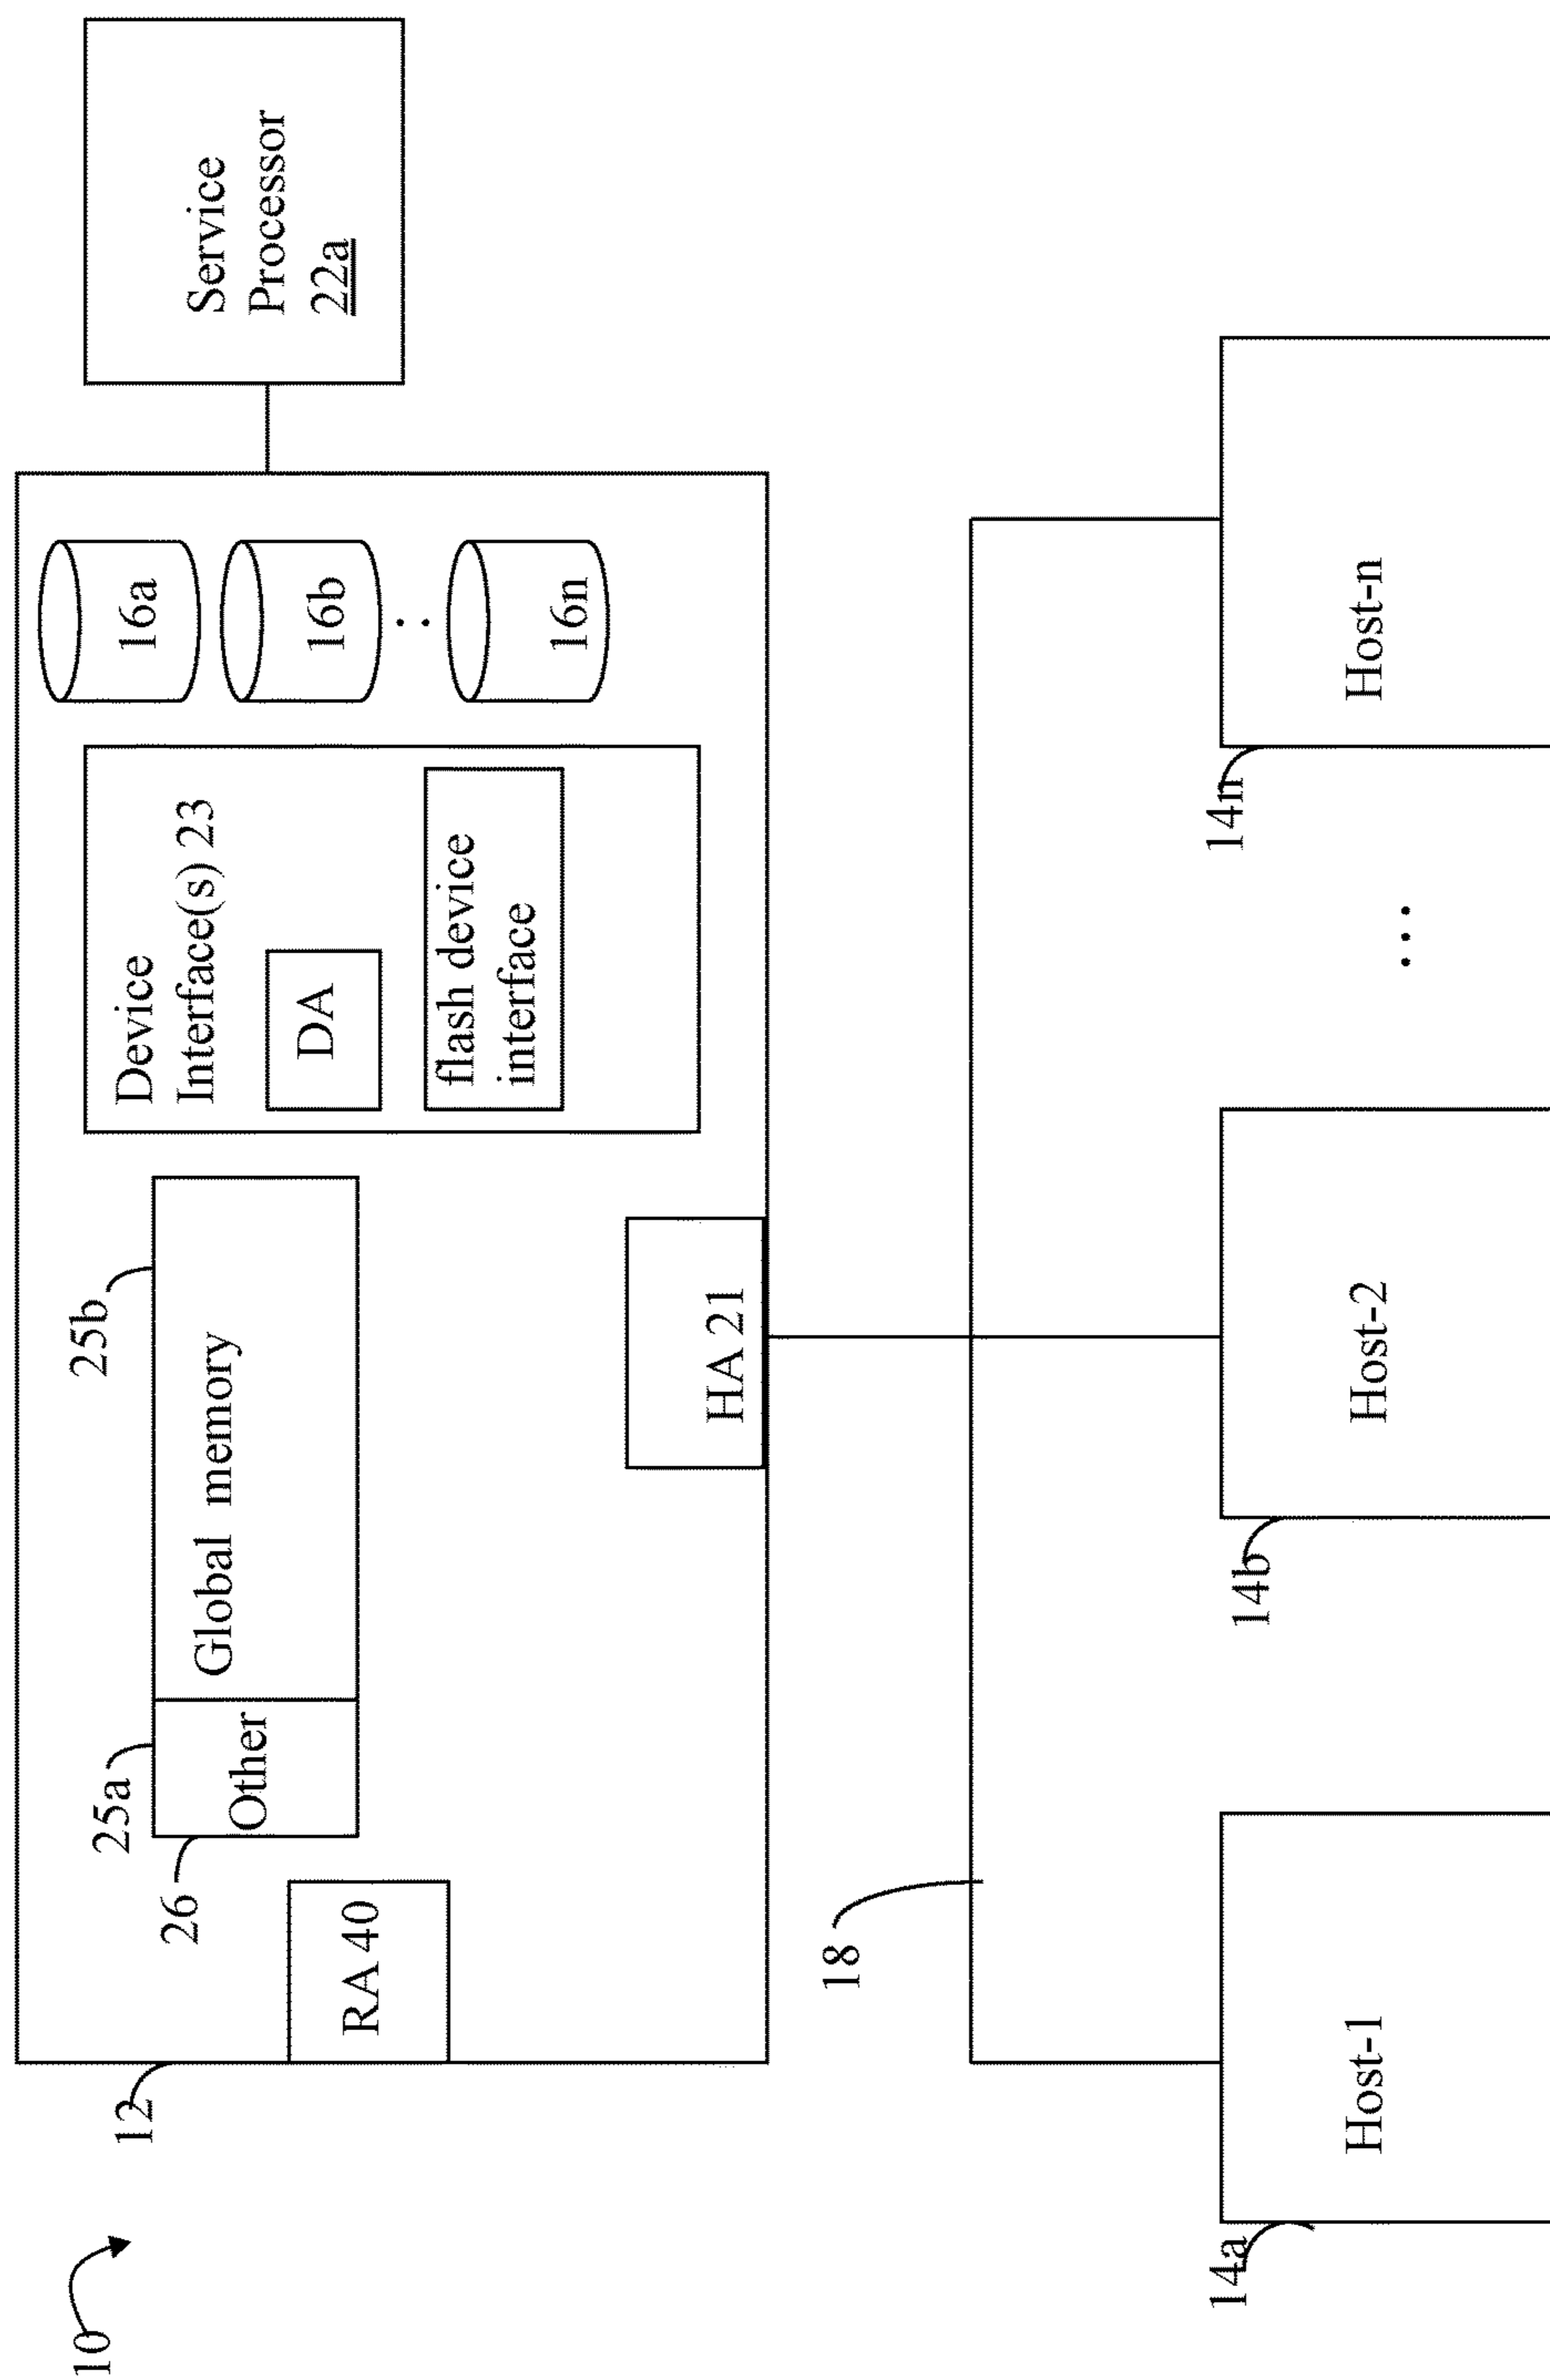 10
12
RA 40
26
25a
Other
25b
Global memory
HA 21
Device
Interface(s) 23
DA
flash device
interface
16a
16b
16n
Service
Processor
22a
18
14a
Host-1
14b
Host-2
...
14n
Host-n